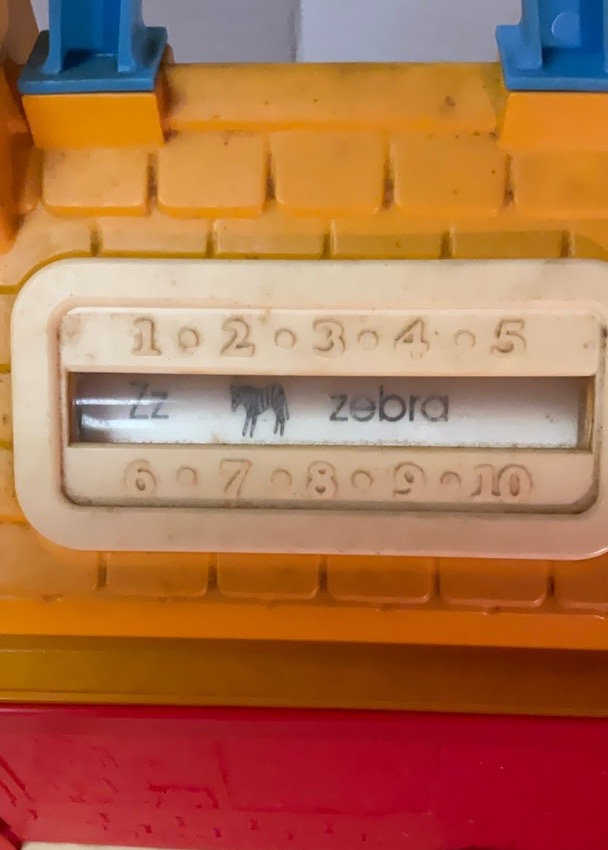 1 • 2 • 3 • 4 • 5
Zz zebra
6 • 7 • 8 • 9 • 10